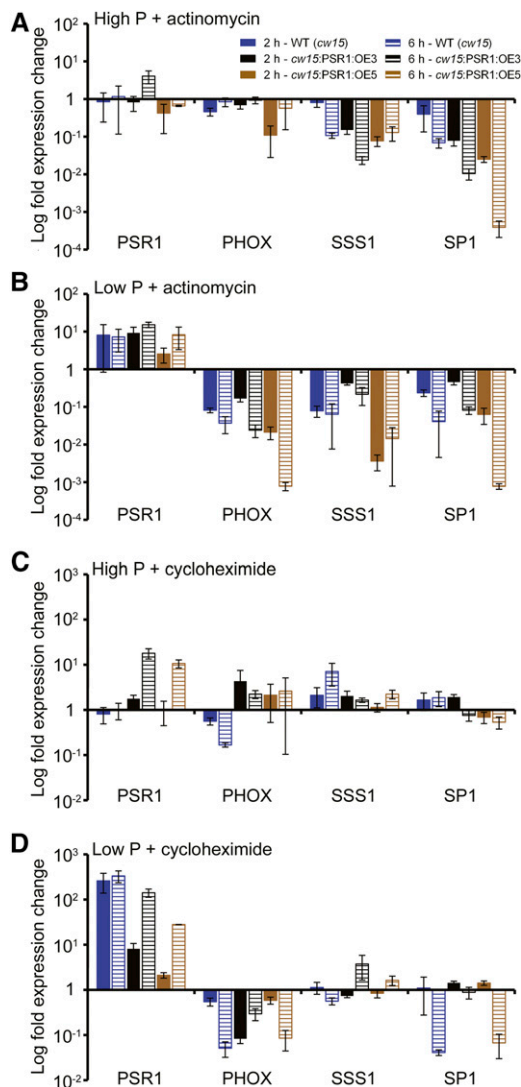 A
High P + actinomycin
2 h - WT (cw15) 6 h - WT (cw15)
2 h - cw15:PSR1:OE3 6 h - cw15:PSR1:OE3
2 h - cw15:PSR1:OE5 6 h - cw15:PSR1:OE5
Log fold expression change
10²
10¹
1
10⁻¹
10⁻²
10⁻³
10⁻⁴
PSR1 PHOX SSS1 SP1
B
Low P + actinomycin
Log fold expression change
10²
10
1
10⁻¹
10⁻²
10⁻³
10⁻⁴
PSR1 PHOX SSS1 SP1
C
High P + cycloheximide
Log fold expression change
10³
10²
10¹
1
10⁻¹
10⁻²
PSR1 PHOX SSS1 SP1
D
Low P + cycloheximide
Log fold expression change
10³
10²
10¹
1
10⁻¹
10⁻²
PSR1 PHOX SSS1 SP1